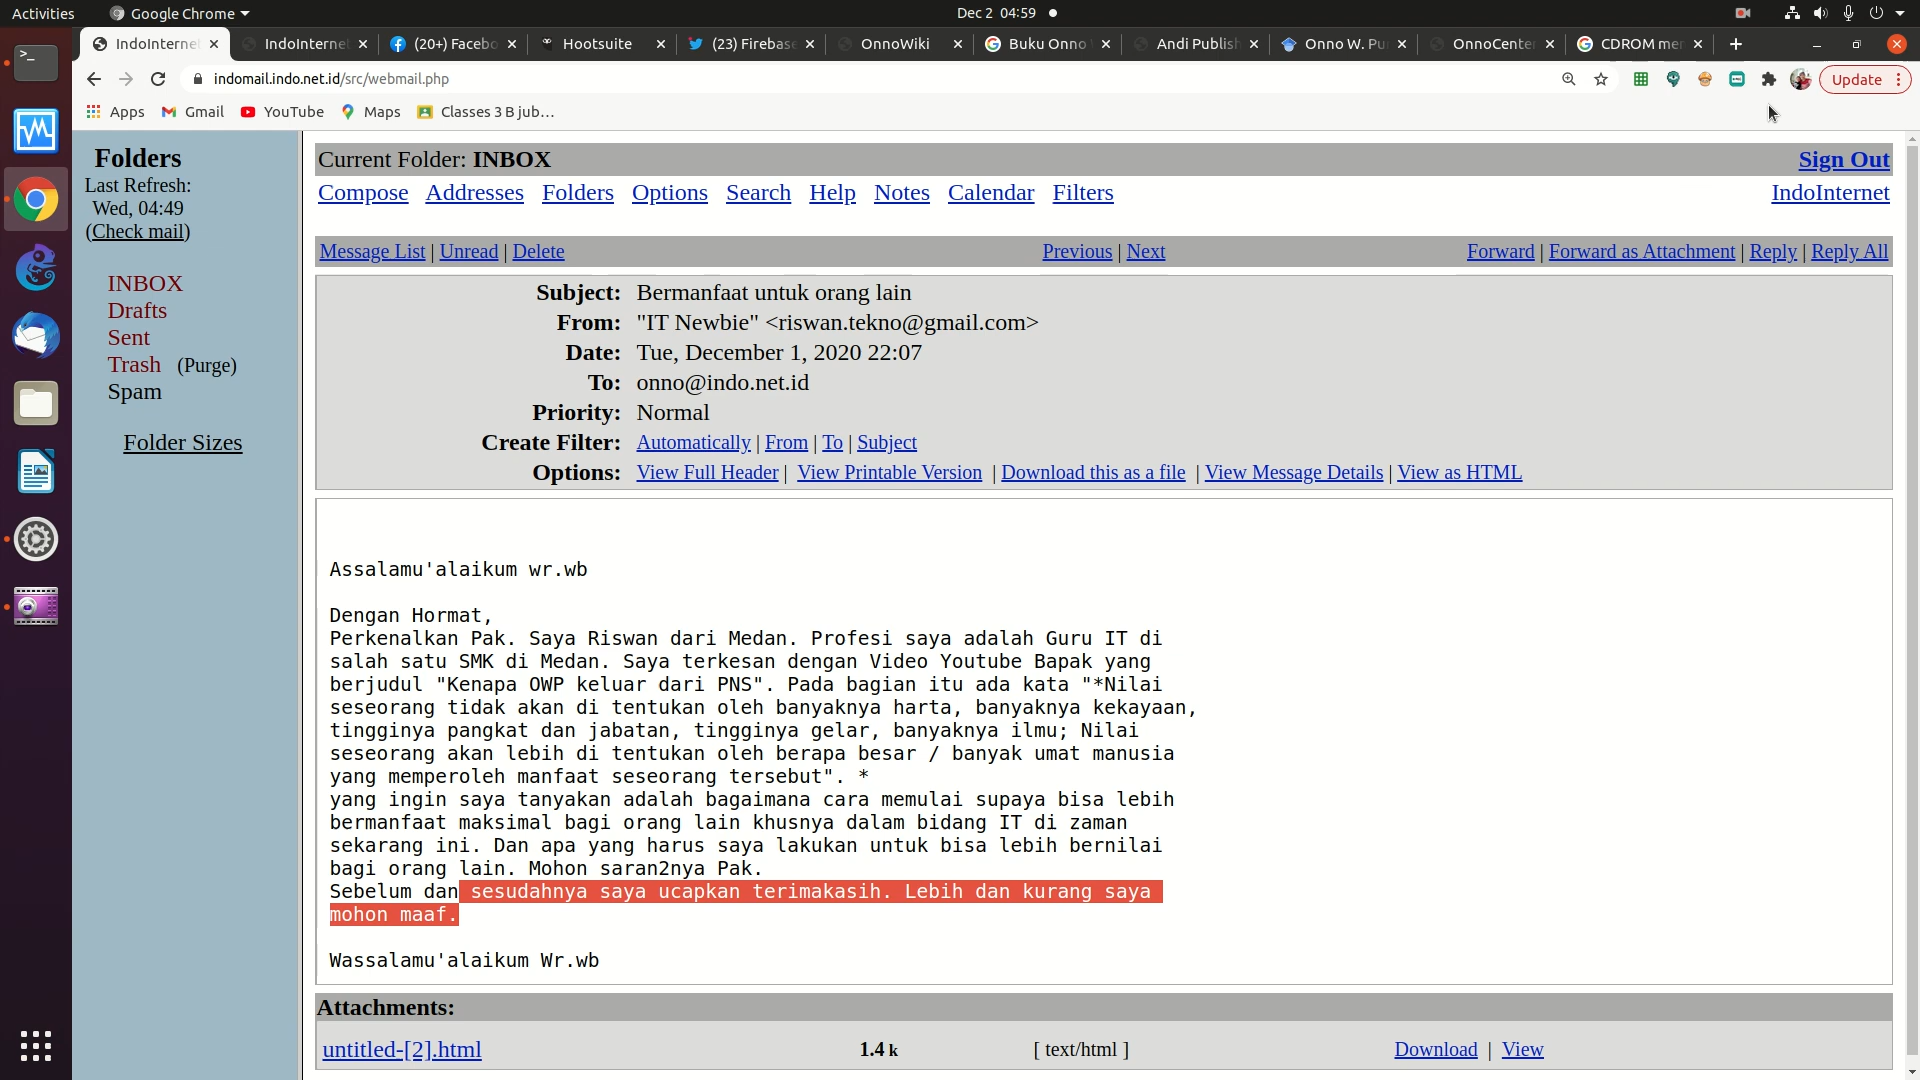 Activities Google Chrome Dec 2 04:59
IndoInterne IndoInternet (20+) Facebo Hootsuite (23) Firebas OnnoWiki Buku Onno Andi Publish Onno W. Pu OnnoCente CDROM mer
indomail.indo.net.id/src/webmail.php Update
Apps Gmail YouTube Maps Classes 3 B jub...
Folders
Last Refresh:
Wed, 04:49
(Check mail)
INBOX
Drafts
Sent
Trash (Purge)
Spam
Folder Sizes
Current Folder: INBOX Sign Out
Compose Addresses Folders Options Search Help Notes Calendar Filters IndoInternet
Message List | Unread | Delete Previous | Next Forward | Forward as Attachment | Reply | Reply All
Subject: Bermanfaat untuk orang lain
From: "IT Newbie" <riswan.tekno@gmail.com>
Date: Tue, December 1, 2020 22:07
To: onno@indo.net.id
Priority: Normal
Create Filter: Automatically | From | To | Subject
Options: View Full Header | View Printable Version | Download this as a file | View Message Details | View as HTML
Assalamu'alaikum wr.wb
Dengan Hormat,
Perkenalkan Pak. Saya Riswan dari Medan. Profesi saya adalah Guru IT di
salah satu SMK di Medan. Saya terkesan dengan Video Youtube Bapak yang
berjudul "Kenapa OWP keluar dari PNS". Pada bagian itu ada kata "*Nilai
seseorang tidak akan di tentukan oleh banyaknya harta, banyaknya kekayaan,
tingginya pangkat dan jabatan, tingginya gelar, banyaknya ilmu; Nilai
seseorang akan lebih di tentukan oleh berapa besar / banyak umat manusia
yang memperoleh manfaat seseorang tersebut". *
yang ingin saya tanyakan adalah bagaimana cara memulai supaya bisa lebih
bermanfaat maksimal bagi orang lain khusnya dalam bidang IT di zaman
sekarang ini. Dan apa yang harus saya lakukan untuk bisa lebih bernilai
bagi orang lain. Mohon saran2nya Pak.
Sebelum dan sesudahnya saya ucapkan terimakasih. Lebih dan kurang saya
mohon maaf.
Wassalamu'alaikum Wr.wb
Attachments:
untitled-[2].html 1.4 k [ text/html ] Download | View